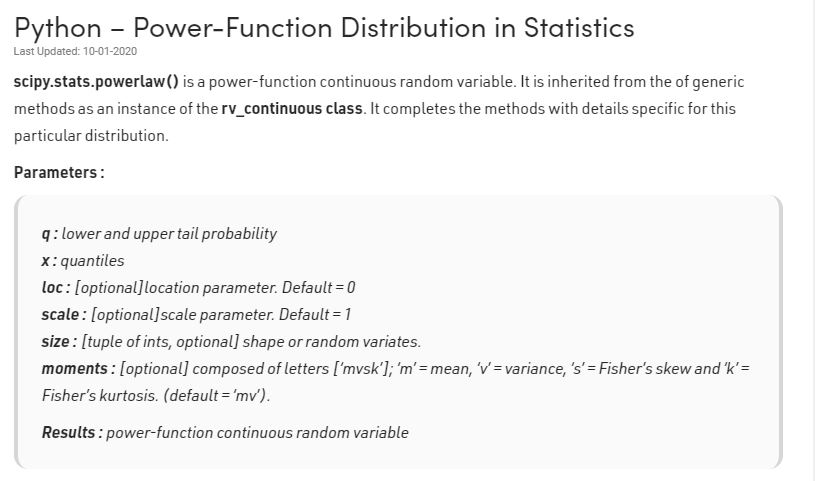 Python – Power-Function Distribution in Statistics
Last Updated: 10-01-2020
scipy.stats.powerlaw() is a power-function continuous random variable. It is inherited from the of generic
methods as an instance of the rv_continuous class. It completes the methods with details specific for this
particular distribution.
Parameters :
q : lower and upper tail probability
x : quantiles
loc : [optional]location parameter. Default = 0
scale : [optional]scale parameter. Default = 1
size : [tuple of ints, optional] shape or random variates.
moments : [optional] composed of letters [‘mvsk’]; ‘m’ = mean, ‘v’ = variance, ‘s’ = Fisher’s skew and ‘k’ =
Fisher’s kurtosis. (default = ‘mv’).
Results : power-function continuous random variable